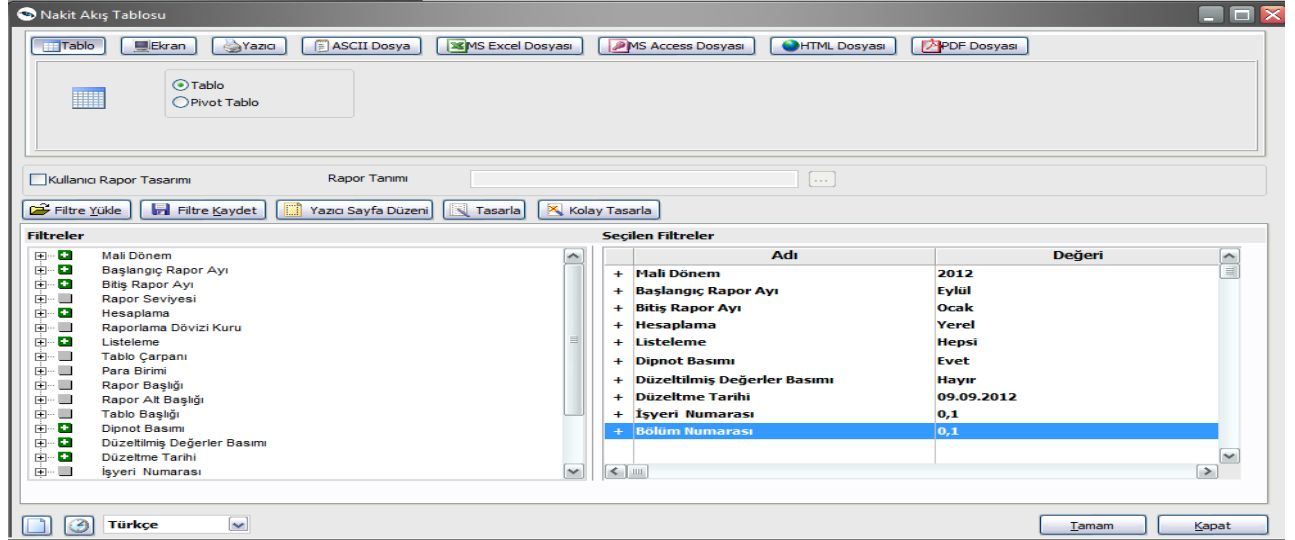 Nakit Akış Tablosu
Tablo Ekran Yazıcı ASCII Dosya MS Excel Dosyası MS Access Dosyası HTML Dosyası PDF Dosyası
Tablo
Pivot Tablo
Kullanıcı Rapor Tasarımı Rapor Tanımı ...
Filtre Yükle Filtre Kaydet Yazıcı Sayfa Düzeni Tasarla Kolay Tasarla
Filtreler
Mali Dönem
Başlangıç Rapor Ayı
Bitiş Rapor Ayı
Rapor Seviyesi
Hesaplama
Raporlama Dövizi Kuru
Listeleme
Tablo Çarpanı
Para Birimi
Rapor Başlığı
Rapor Alt Başlığı
Tablo Başlığı
Dipnot Basımı
Düzeltilmiş Değerler Basımı
Düzeltme Tarihi
İşyeri Numarası
Seçilen Filtreler
Adı Değeri
+ Mali Dönem 2012
+ Başlangıç Rapor Ayı Eylül
+ Bitiş Rapor Ayı Ocak
+ Hesaplama Yerel
+ Listeleme Hepsi
+ Dipnot Basımı Evet
+ Düzeltilmiş Değerler Basımı Hayır
+ Düzeltme Tarihi 09.09.2012
+ İşyeri Numarası 0,1
+ Bölüm Numarası 0,1
Türkçe Tamam Kapat